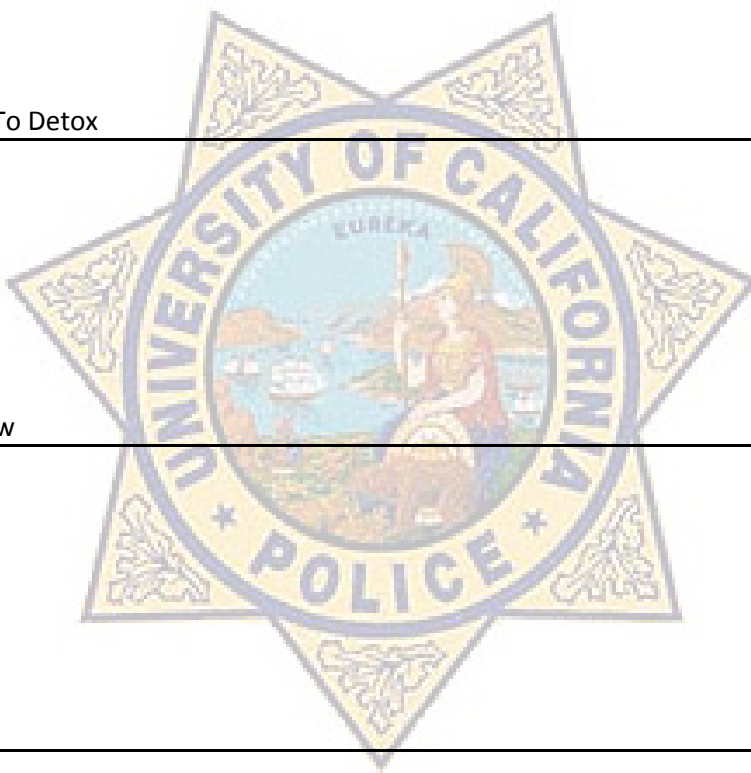 To Detox
EUREKA
UNIVERSITY OF CALIFORNIA
w
* POLICE *